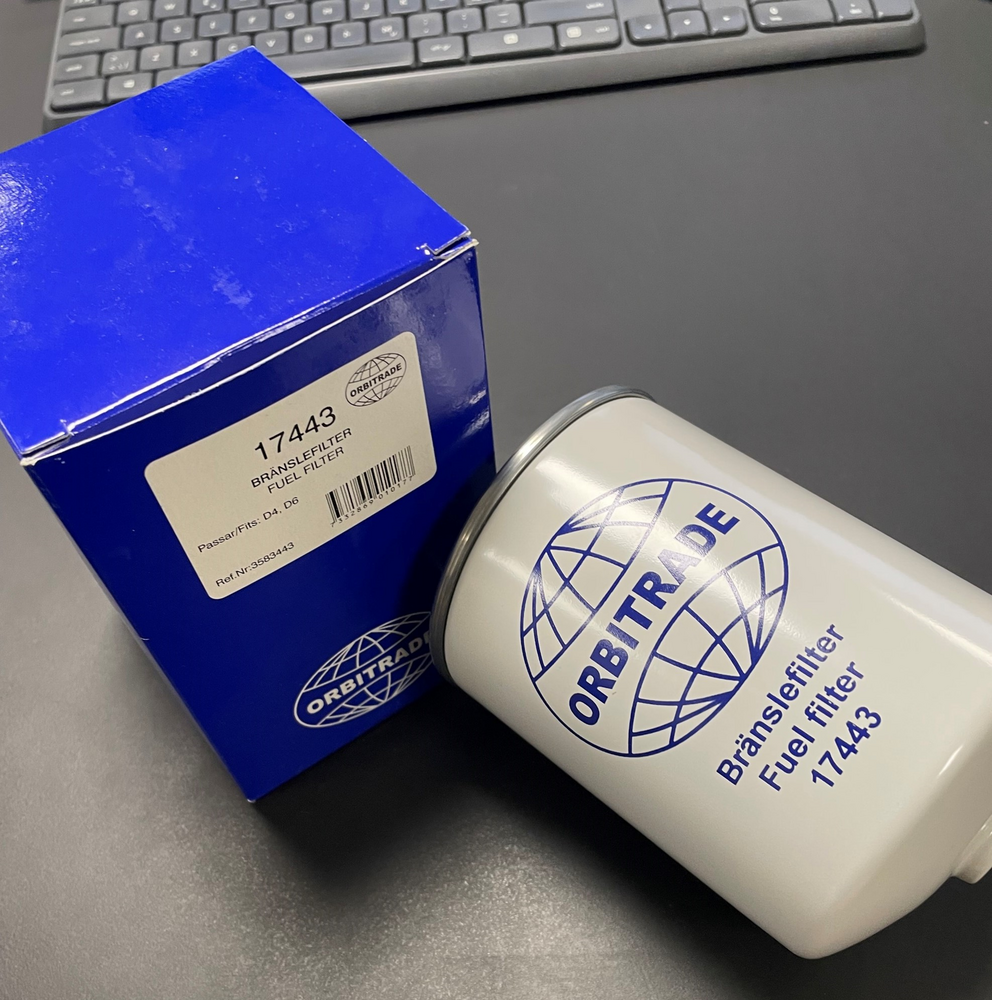 ORBITRADE
17443
BRÄNSLEFILTER
FUEL FILTER
Passar/Fits: D4, D6
Ref.Nr:3583443
ORBITRADE
ORBITRADE
Bränslefilter
Fuel filter
17443